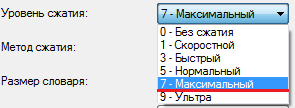 Уровень сжатия: 7 - Максимальный
0 - Без сжатия
1 - Скоростной
Метод сжатия:
3 - Быстрый
5 - Нормальный
Размер словаря: 7 - Максимальный
9 - Ультра